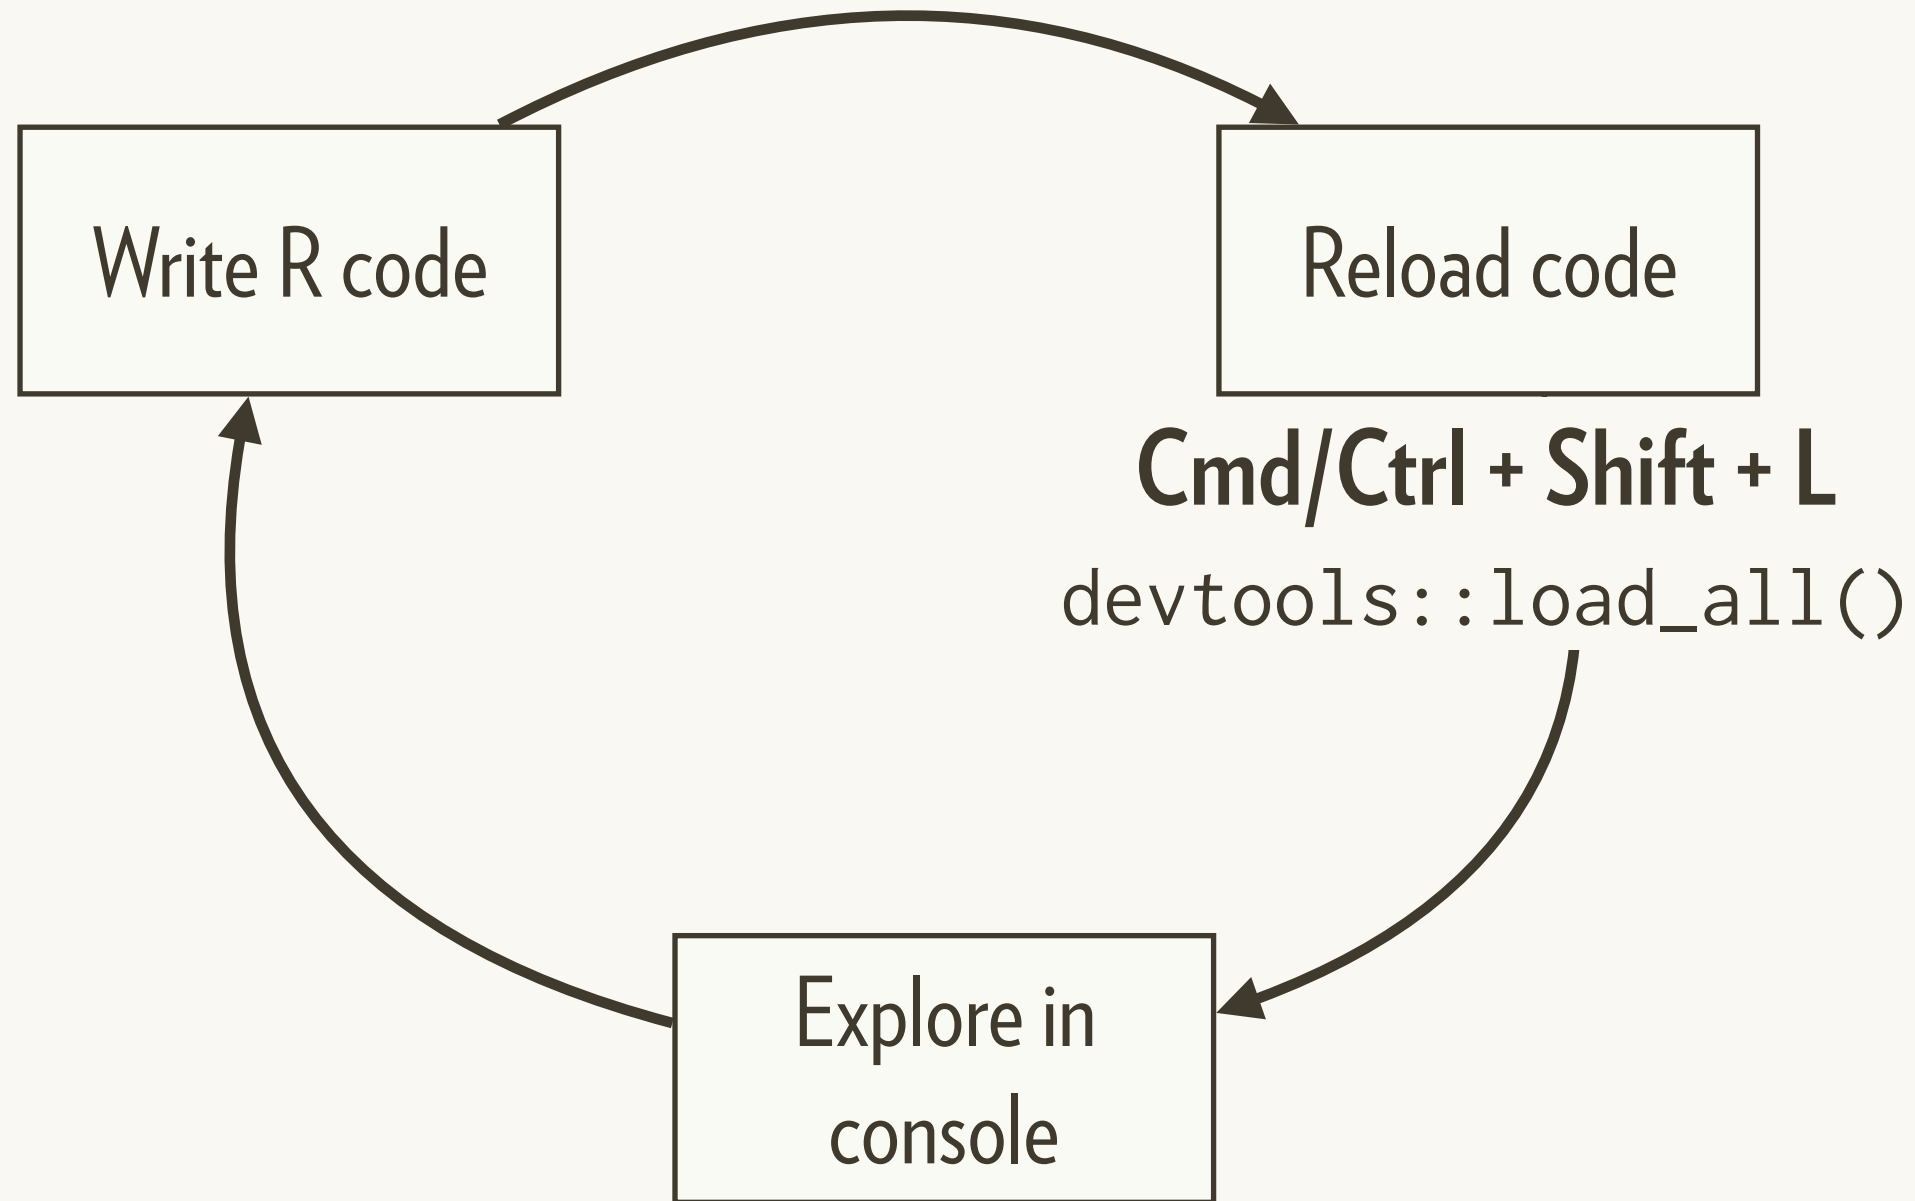 Write R code
Reload code
Cmd/Ctrl + Shift + L
devtools::load_all()
Explore in
console